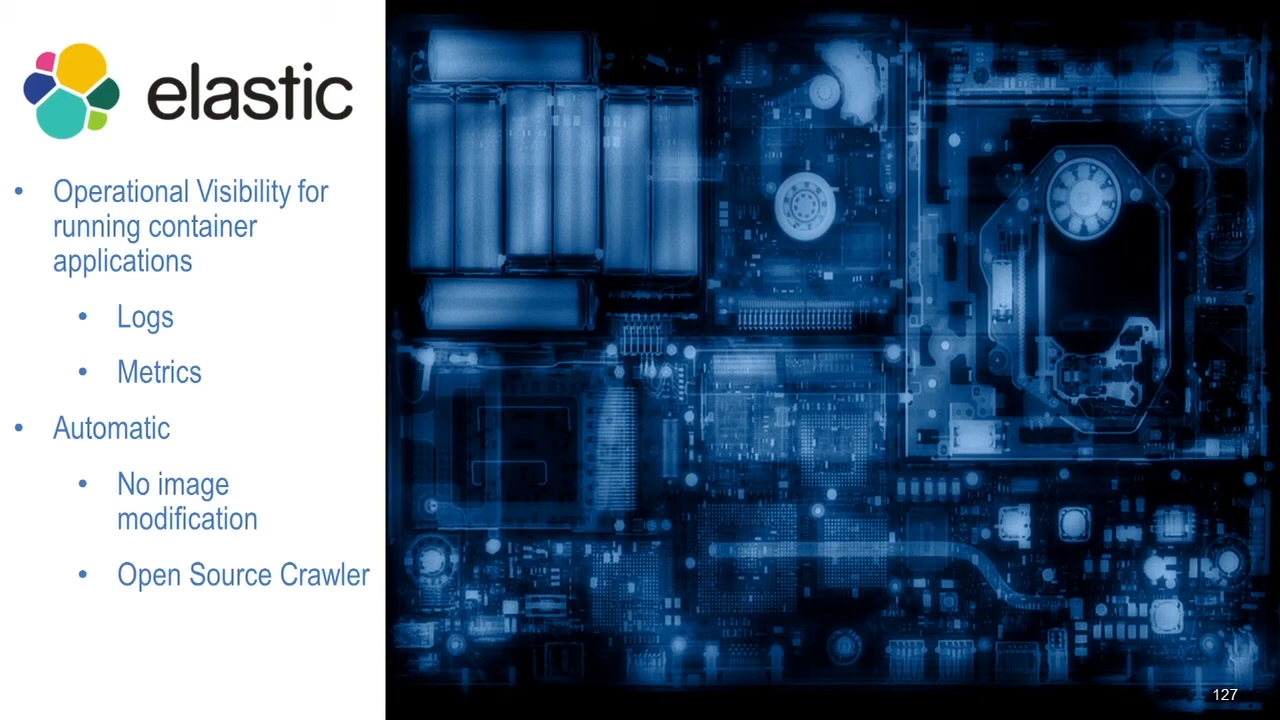 elastic
• Operational Visibility for
running container
applications
• Logs
• Metrics
• Automatic
• No image
modification
• Open Source Crawler
127